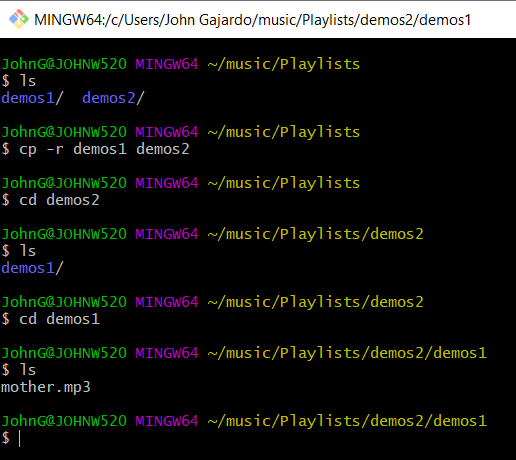 MINGW64:/c/Users/John Gajardo/music/Playlists/demos2/demos1
JohnG@JOHNW520 MINGW64 ~/music/Playlists
$ ls
demos1/  demos2/
JohnG@JOHNW520 MINGW64 ~/music/Playlists
$ cp -r demos1 demos2
JohnG@JOHNW520 MINGW64 ~/music/Playlists
$ cd demos2
JohnG@JOHNW520 MINGW64 ~/music/Playlists/demos2
$ ls
demos1/
JohnG@JOHNW520 MINGW64 ~/music/Playlists/demos2
$ cd demos1
JohnG@JOHNW520 MINGW64 ~/music/Playlists/demos2/demos1
$ ls
mother.mp3
JohnG@JOHNW520 MINGW64 ~/music/Playlists/demos2/demos1
$